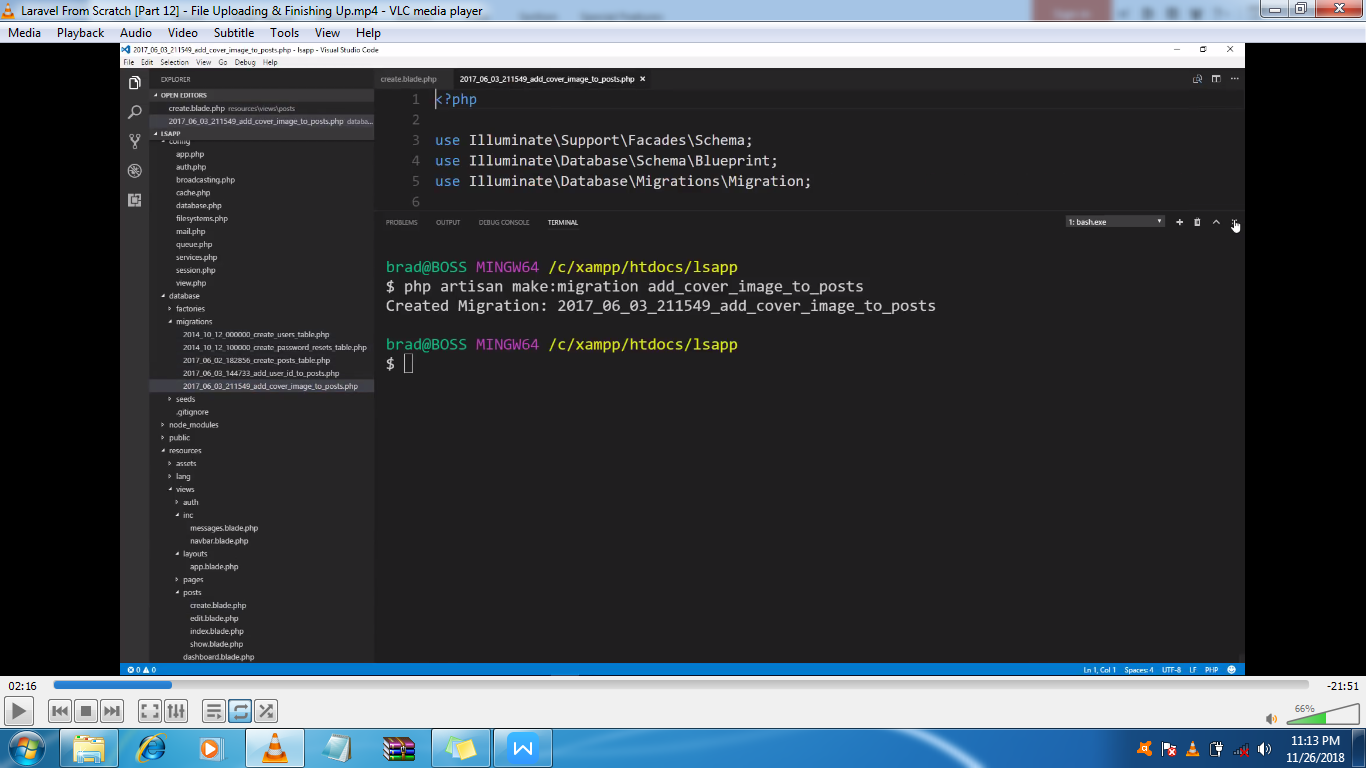 Laravel From Scratch [Part 12] - File Uploading & Finishing Up.mp4 - VLC media player
Media Playback Audio Video Subtitle Tools View Help
2017_06_03_211549_add_cover_image_to_posts.php - lsapp - Visual Studio Code
File Edit Selection View Go Debug Help
EXPLORER
OPEN EDITORS
create.blade.php resources\views\posts
2017_06_03_211549_add_cover_image_to_posts.php databa...
LSAPP
config
app.php
auth.php
broadcasting.php
cache.php
database.php
filesystems.php
mail.php
queue.php
services.php
session.php
view.php
database
factories
migrations
2014_10_12_000000_create_users_table.php
2014_10_12_100000_create_password_resets_table.php
2017_06_02_182856_create_posts_table.php
2017_06_03_144733_add_user_id_to_posts.php
2017_06_03_211549_add_cover_image_to_posts.php
seeds
.gitignore
node_modules
public
resources
assets
lang
views
auth
inc
messages.blade.php
navbar.blade.php
layouts
app.blade.php
pages
posts
create.blade.php
edit.blade.php
index.blade.php
show.blade.php
dashboard.blade.php
create.blade.php 2017_06_03_211549_add_cover_image_to_posts.php ×
1 <?php
2
3 use Illuminate\Support\Facades\Schema;
4 use Illuminate\Database\Schema\Blueprint;
5 use Illuminate\Database\Migrations\Migration;
6
PROBLEMS OUTPUT DEBUG CONSOLE TERMINAL 1: bash.exe
brad@BOSS MINGW64 /c/xampp/htdocs/lsapp
$ php artisan make:migration add_cover_image_to_posts
Created Migration: 2017_06_03_211549_add_cover_image_to_posts
brad@BOSS MINGW64 /c/xampp/htdocs/lsapp
$
0 0 Ln 1, Col 1 Spaces: 4 UTF-8 LF PHP
02:16 -21:51
66%
W
11:13 PM
11/26/2018